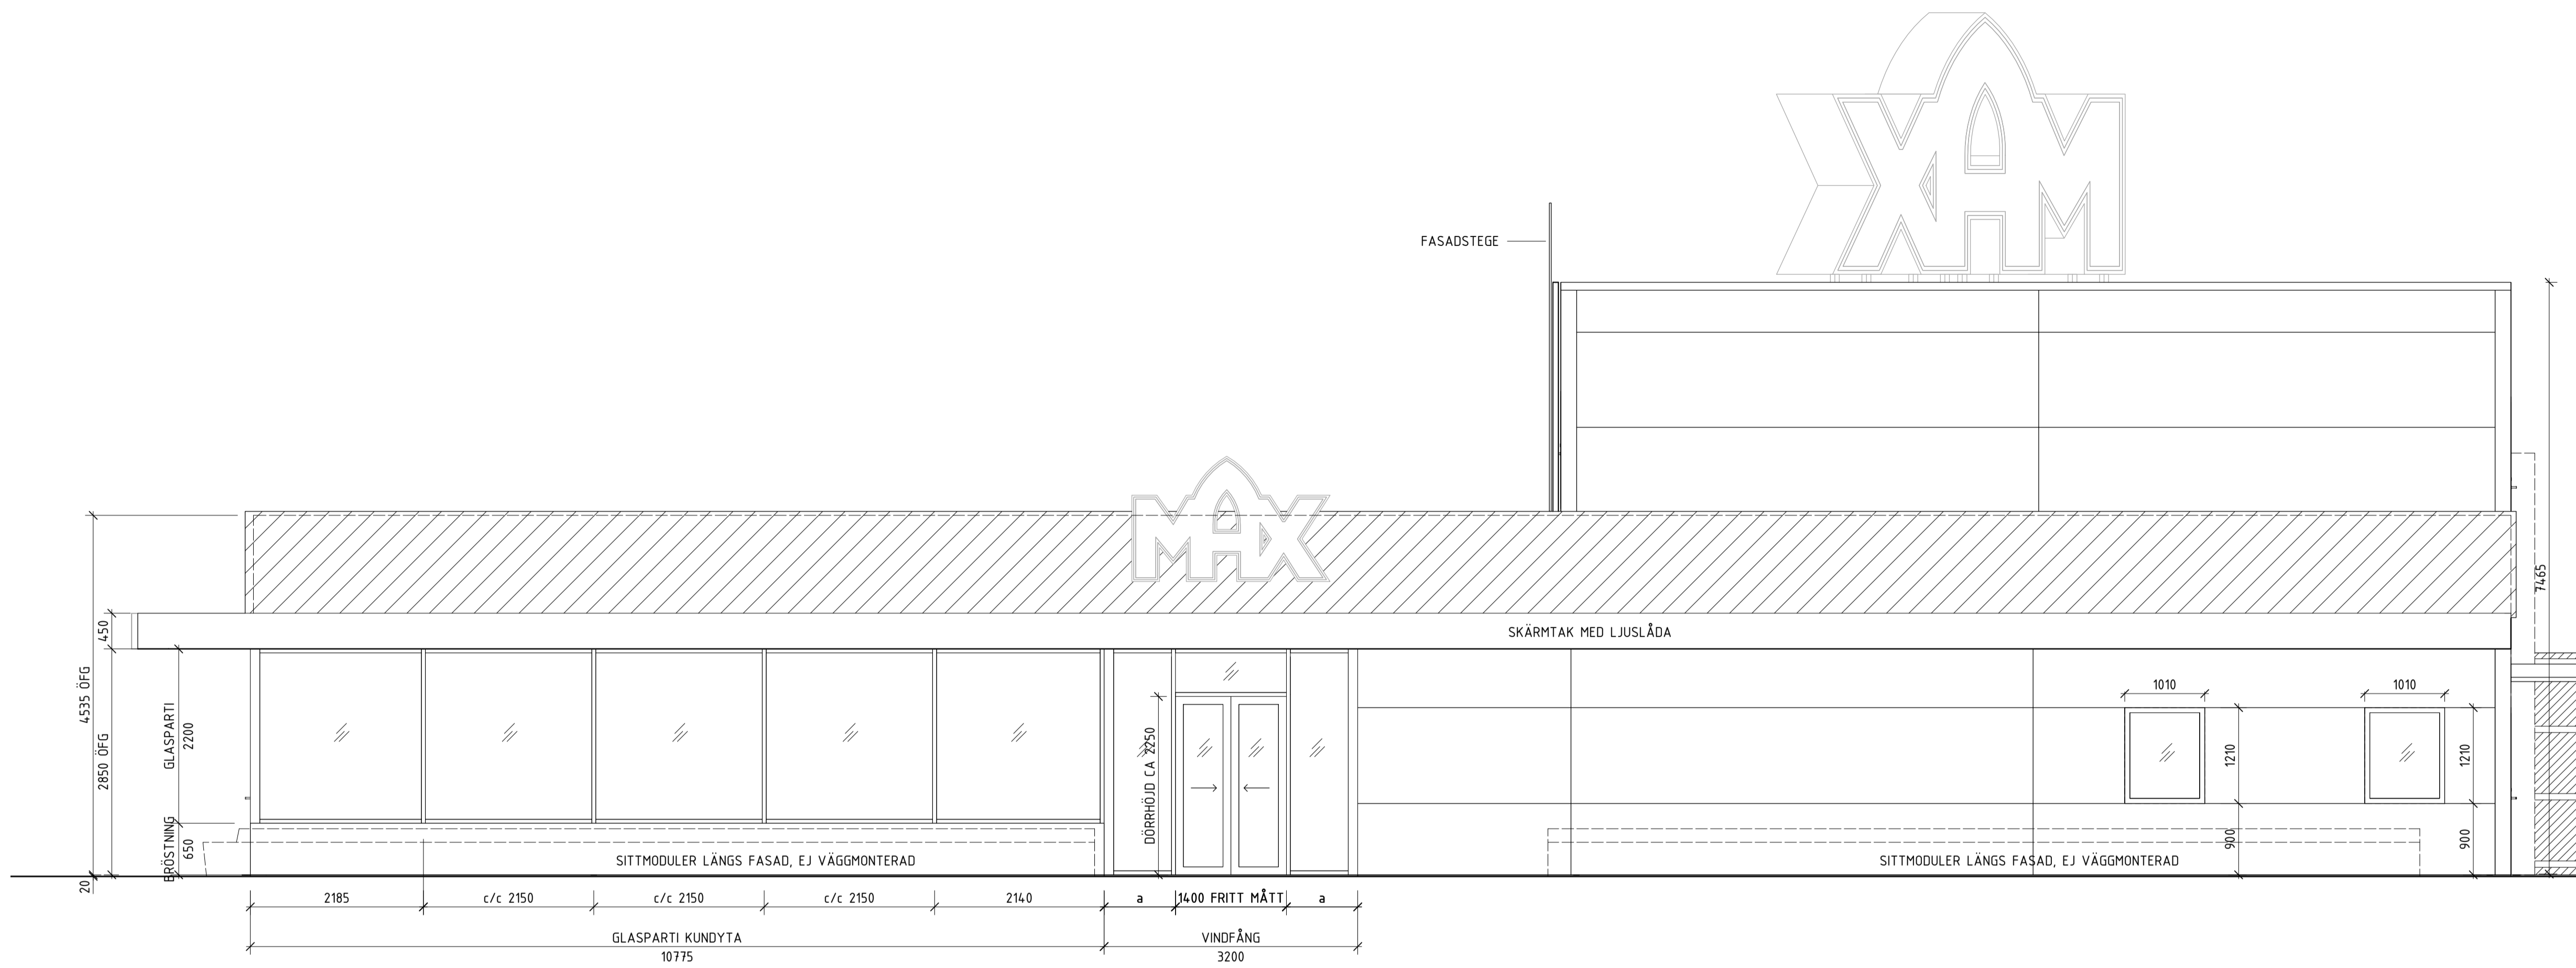 MAX
FASADSTEGE
MAX
SKÄRMTAK MED LJUSLÅDA
7465
450
4535 ÖFG
2850 ÖFG
GLASPARTI
2200
BRÖSTNING
650
20
DÖRRHÖJD CA 2250
1010
1010
1210
1210
900
900
SITTMODULER LÄNGS FASAD, EJ VÄGGMONTERAD
SITTMODULER LÄNGS FASAD, EJ VÄGGMONTERAD
2185
c/c 2150
c/c 2150
c/c 2150
2140
a
1400 FRITT MÅTT
a
GLASPARTI KUNDYTA
10775
VINDFÅNG
3200